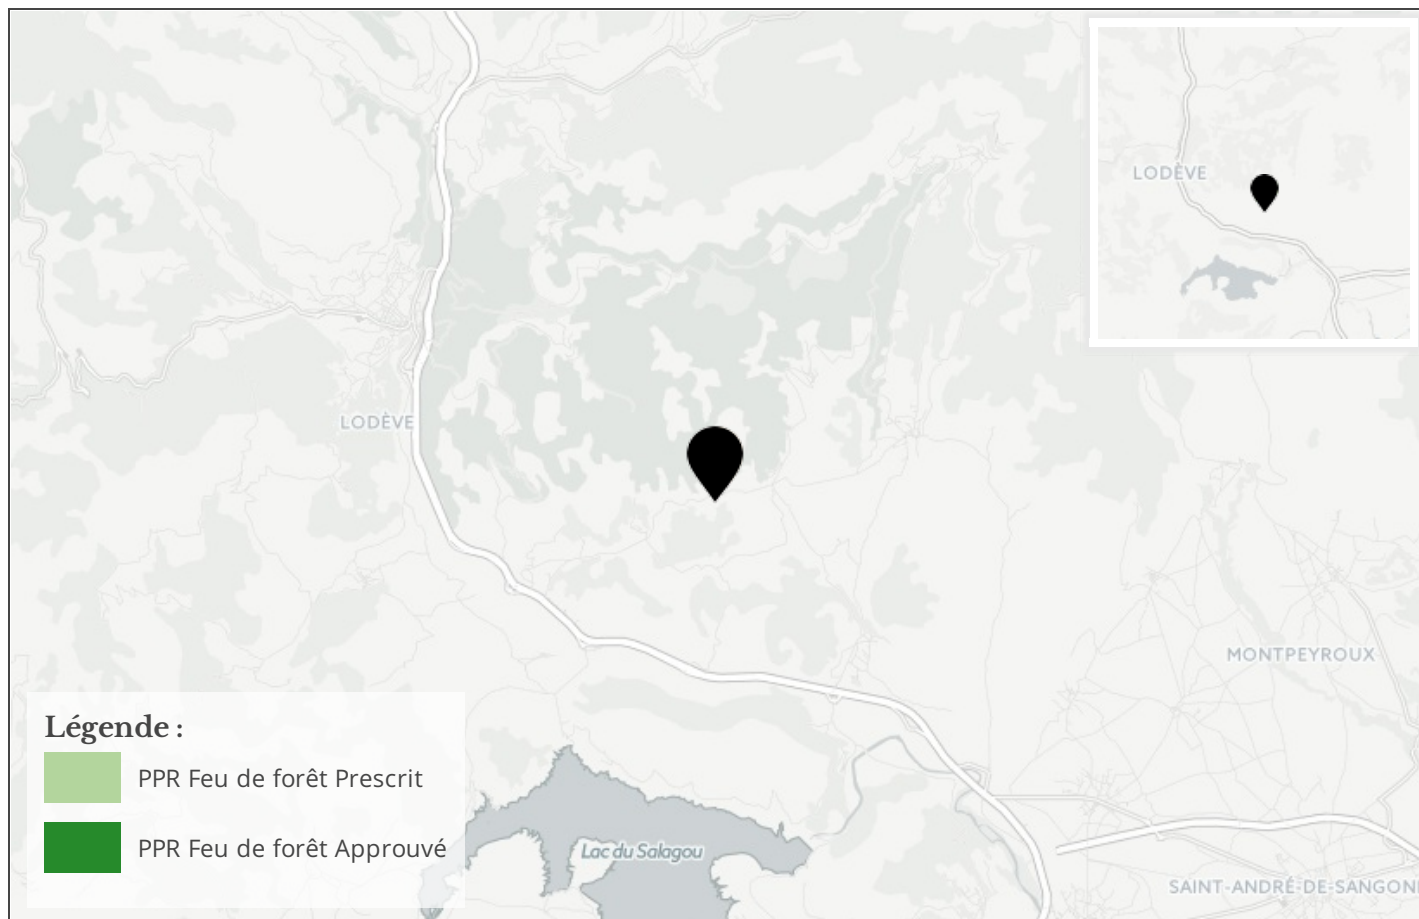 LODÈVE
LODÈVE
MONTPEYROUX
Légende :
PPR Feu de forêt Prescrit
PPR Feu de forêt Approuvé
Lac du Salagou
SAINT-ANDRÉ-DE-SANGONI